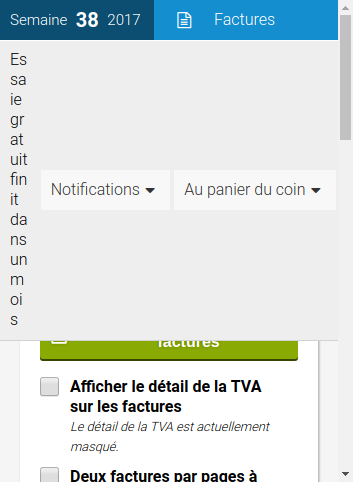 Semaine 38 2017
Factures
Es
sa
ie
gr
at
uit
fin
it
da
ns
un
m
oi
s
Notifications
Au panier du coin
factures
Afficher le détail de la TVA
sur les factures
Le détail de la TVA est actuellement
masqué.
Deux factures par pages à